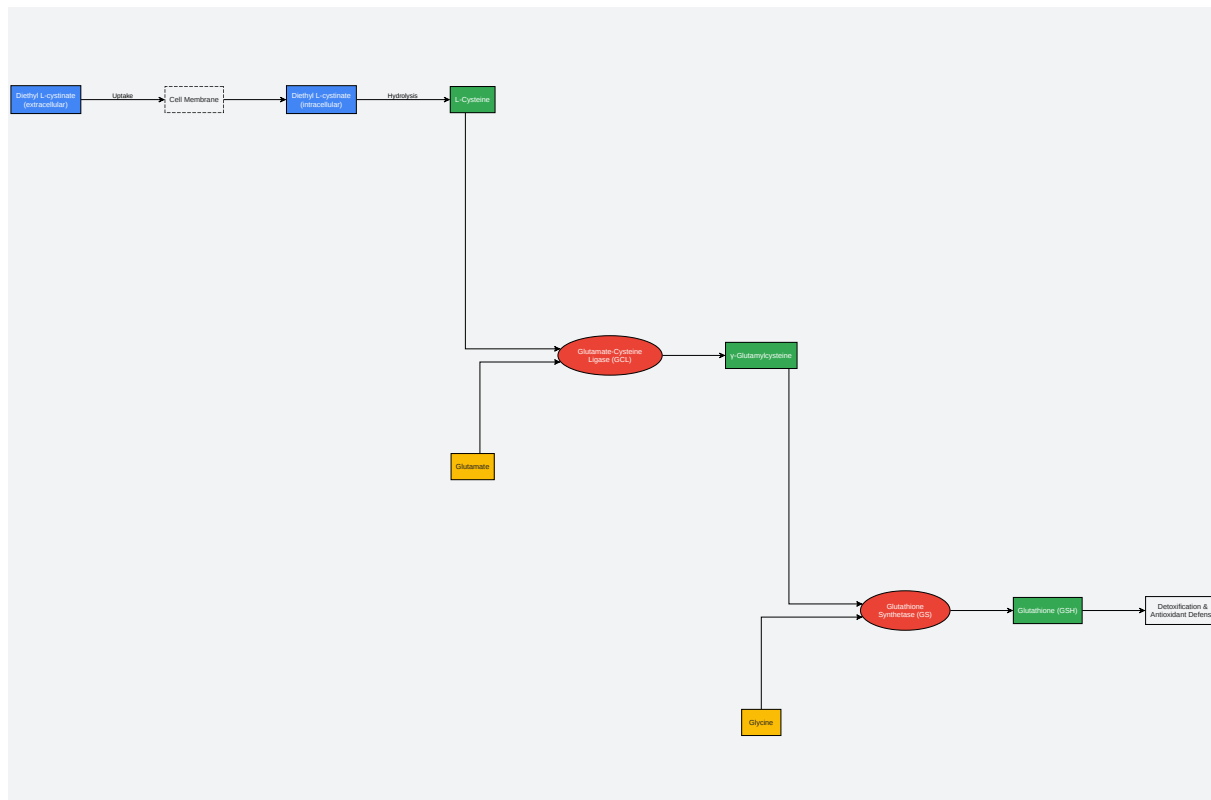 Diethyl L-cystinate
(extracellular)
Uptake
Cell Membrane
Diethyl L-cystinate
(intracellular)
Hydrolysis
L-Cysteine
Glutamate-Cysteine
Ligase (GCL)
γ-Glutamylcysteine
Glutamate
Glutathione
Synthetase (GS)
Glutathione (GSH)
Detoxification &
Antioxidant Defens
Glycine